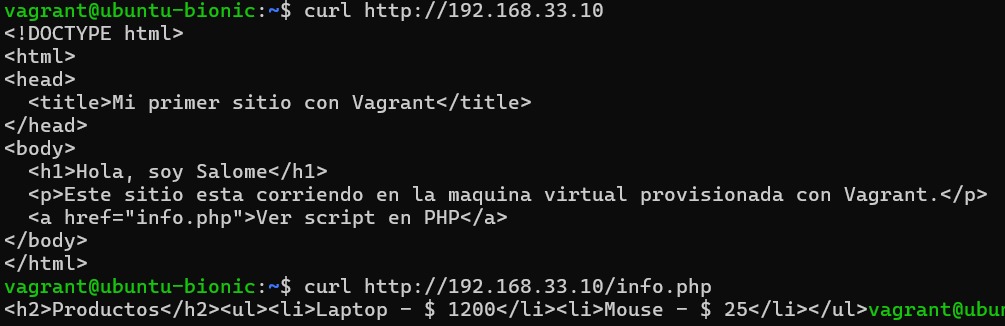 vagrant@ubuntu-bionic:~$ curl http://192.168.33.10
<!DOCTYPE html>
<html>
<head>
  <title>Mi primer sitio con Vagrant</title>
</head>
<body>
  <h1>Hola, soy Salome</h1>
  <p>Este sitio esta corriendo en la maquina virtual provisionada con Vagrant.</p>
  <a href="info.php">Ver script en PHP</a>
</body>
</html>
vagrant@ubuntu-bionic:~$ curl http://192.168.33.10/info.php
<h2>Productos</h2><ul><li>Laptop - $ 1200</li><li>Mouse - $ 25</li></ul>vagrant@ubu